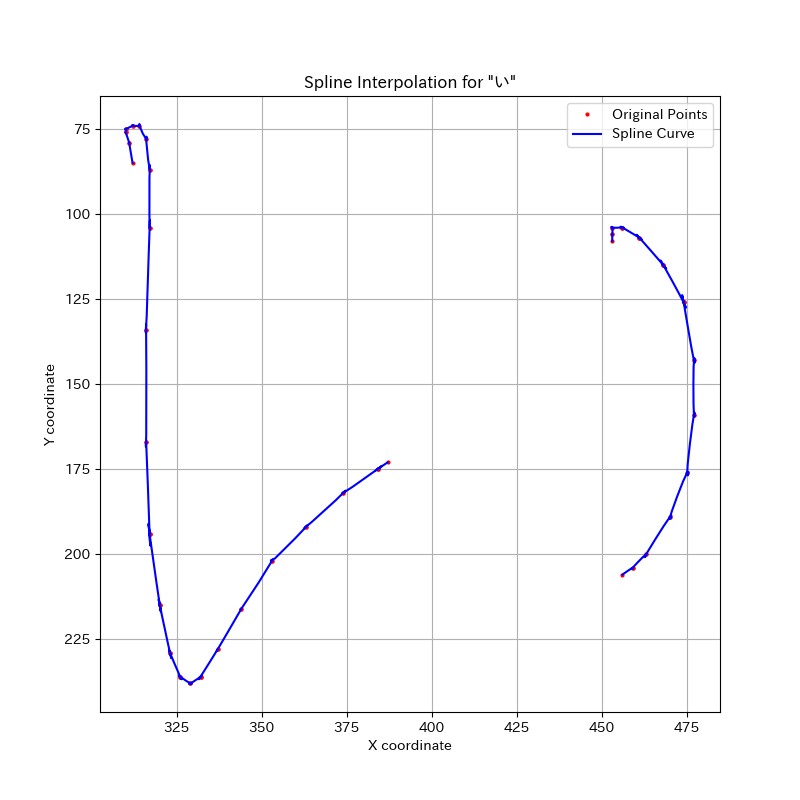 Spline Interpolation for "い"
Original Points
Spline Curve
75
100
125
150
175
200
225
Y coordinate
325 350 375 400 425 450 475
X coordinate
い